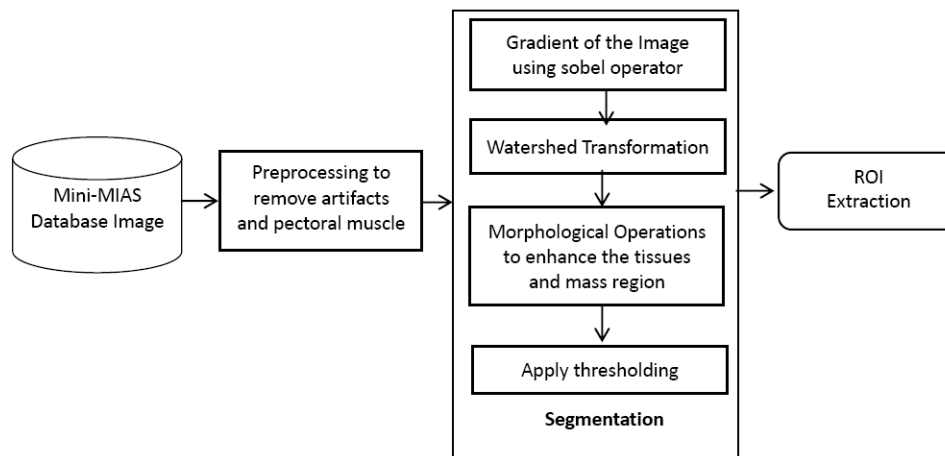 Mini-MIAS
Database Image
Preprocessing to
remove artifacts
and pectoral muscle
Gradient of the Image
using sobel operator
Watershed Transformation
Morphological Operations
to enhance the tissues
and mass region
Apply thresholding
Segmentation
ROI
Extraction